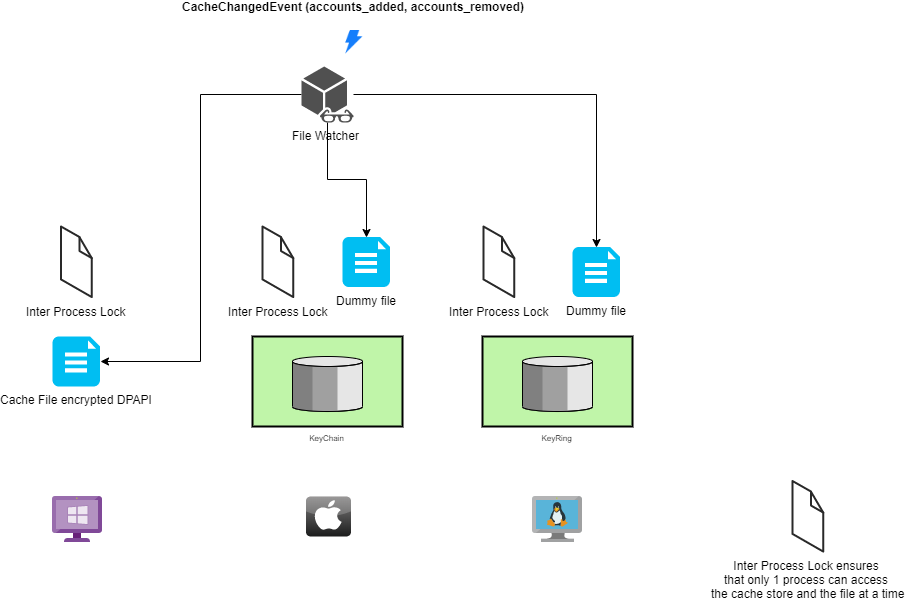 CacheChangedEvent (accounts_added, accounts_removed)
File Watcher
Inter Process Lock
Inter Process Lock
Dummy file
Inter Process Lock
Dummy file
Cache File encrypted DPAPI
KeyChain
KeyRing
Inter Process Lock ensures
that only 1 process can access
the cache store and the file at a time